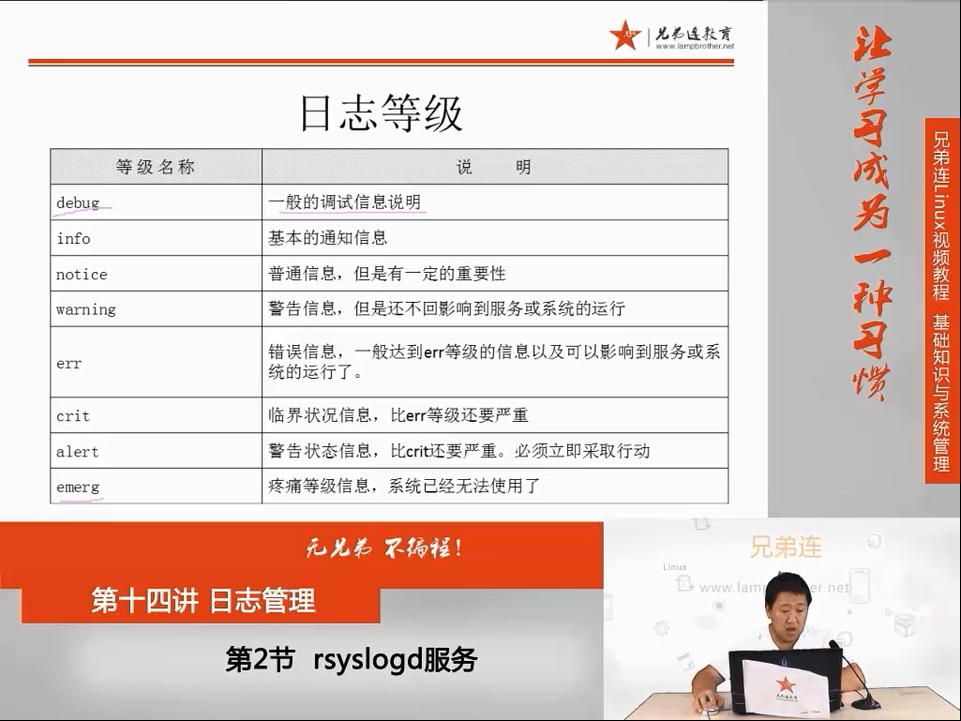 兄弟连教育
www.lampbrother.net
日志等级
等级名称 说 明
debug 一般的调试信息说明
info 基本的通知信息
notice 普通信息，但是有一定的重要性
warning 警告信息，但是还不回影响到服务或系统的运行
err 错误信息，一般达到err等级的信息以及可以影响到服务或系
统的运行了。
crit 临界状况信息，比err等级还要严重
alert 警告状态信息，比crit还要严重。必须立即采取行动
emerg 疼痛等级信息，系统已经无法使用了
让学习成为一种习惯
兄弟连Linux视频教程 基础知识与系统管理
无兄弟 不编程！
第十四讲 日志管理
第2节 rsyslogd服务
兄弟连
Linux